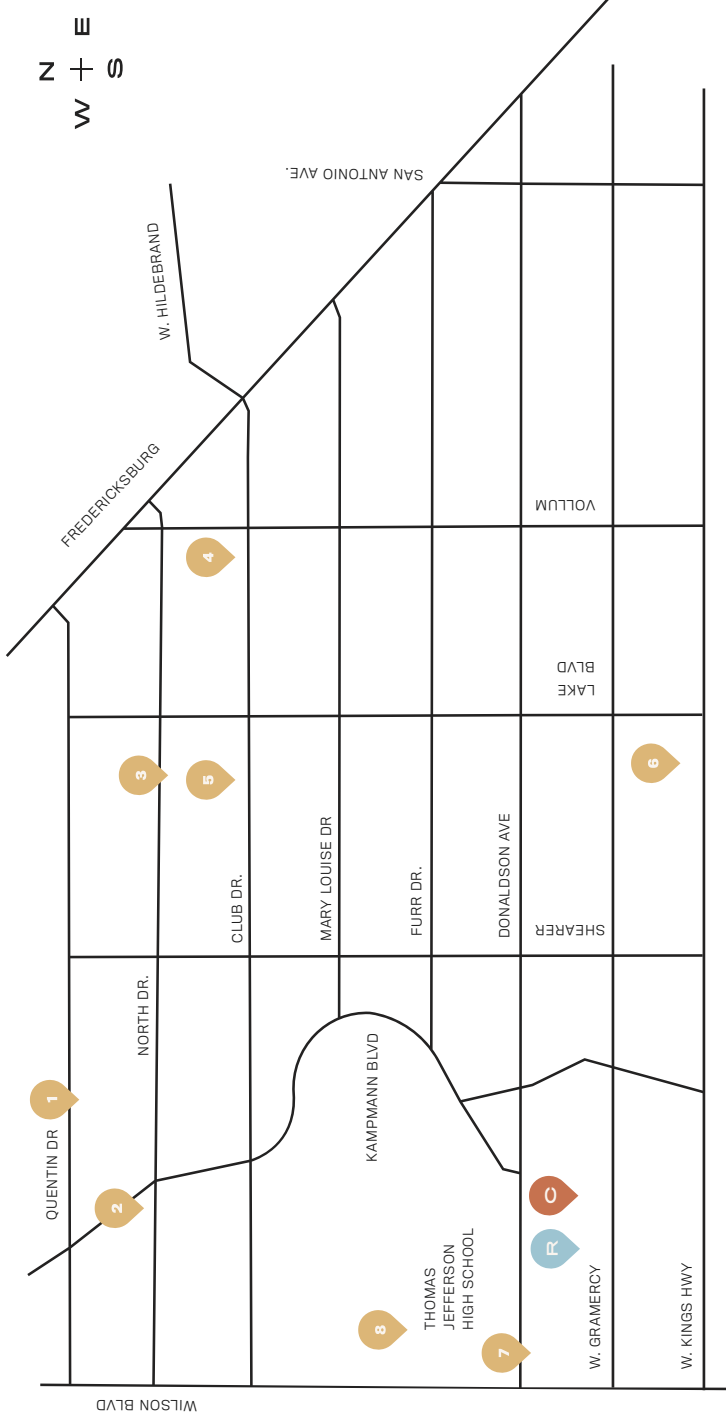 N
W
E
S
SAN ANTONIO AVE.
W. HILDEBRAND
FREDERICKSBURG
VOLLUM
4
LAKE
BLVD
3
5
6
CLUB DR.
MARY LOUISE DR
FURR DR.
DONALDSON AVE
SHEARER
NORTH DR.
KAMPMANN BLVD
1
QUENTIN DR
2
C
R
THOMAS
JEFFERSON
HIGH SCHOOL
8
7
W. GRAMERCY
W. KINGS HWY
WILSON BLVD